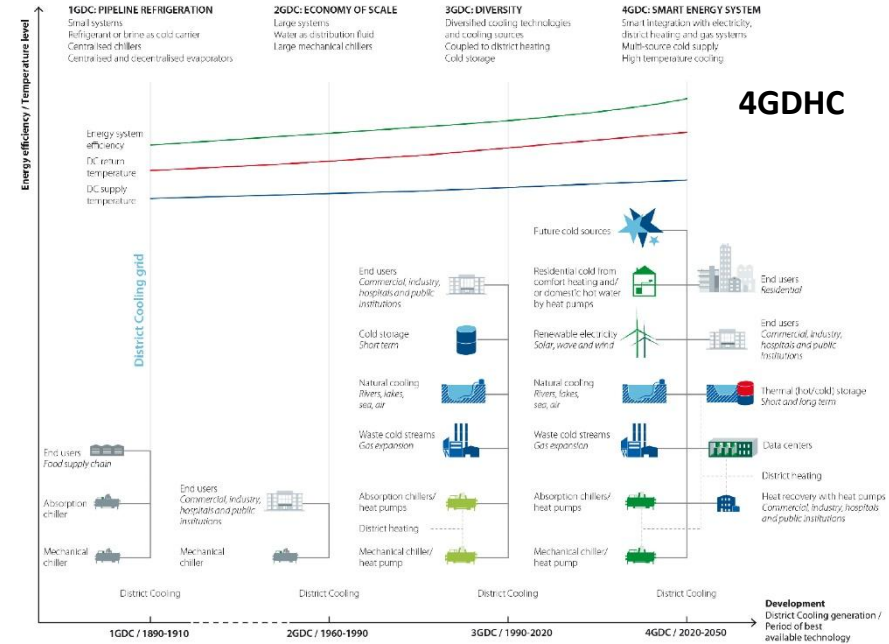 1GDC: PIPELINE REFRIGERATION
Small systems
Refrigerant or brine as cold carrier
Centralised chillers
Centralised and decentralised evaporators
2GDC: ECONOMY OF SCALE
Large systems
Water as distribution fluid
Large mechanical chillers
3GDC: DIVERSITY
Diversified cooling technologies
and cooling sources
Coupled to district heating
Cold storage
4GDC: SMART ENERGY SYSTEM
Smart integration with electricity,
district heating and gas systems
Multi-source cold supply
High temperature cooling
4GDHC
Energy efficiency / Temperature level
Energy system
efficiency
DC return
temperature
DC supply
temperature
District Cooling grid
End users
Food supply chain
Absorption
chiller
Mechanical
chiller
End users
Commercial, industry,
hospitals and public
institutions
Mechanical
chiller
End users
Commercial, industry,
hospitals and public
institutions
Cold storage
Short term
Natural cooling
Rivers, lakes,
sea, air
Waste cold streams
Gas expansion
Absorption chillers/
heat pumps
District heating
Mechanical chiller/
heat pump
Future cold sources
Residential cold from
comfort heating and/
or domestic hot water
by heat pumps
Renewable electricity
Solar, wave and wind
Natural cooling
Rivers, lakes,
sea, air
Waste cold streams
Gas expansion
Absorption chillers/
heat pumps
Mechanical chiller/
heat pump
End users
Residential
End users
Commercial, industry,
hospitals and public
institutions
Thermal (hot/cold) storage
Short and long term
Data centers
District heating
Heat recovery with heat pumps
Commercial, industry, hospitals
and public institutions
District Cooling
District Cooling
District Cooling
District Cooling
1GDC / 1890-1910
2GDC / 1960-1990
3GDC / 1990-2020
4GDC / 2020-2050
Development
District Cooling generation /
Period of best
available technology